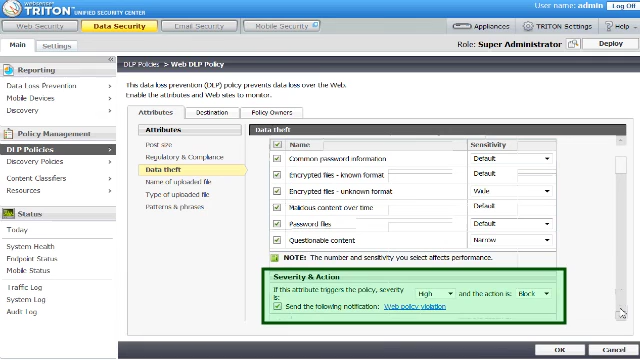 websense
TRITON UNIFIED SECURITY CENTER
User name: admin Log Off
Web Security Data Security Email Security Mobile Security Appliances TRITON Settings Help
Main Settings Role: Super Administrator Deploy
Reporting
Data Loss Prevention
Mobile Devices
Discovery
Policy Management
DLP Policies
Discovery Policies
Content Classifiers
Resources
Status
Today
System Health
Endpoint Status
Mobile Status
Traffic Log
System Log
Audit Log
DLP Policies > Web DLP Policy
This data loss prevention (DLP) policy prevents data loss over the Web.
Enable the attributes and Web sites to monitor.
Attributes Destination Policy Owners
Attributes
Post size
Regulatory & Compliance
Data theft
Name of uploaded file
Type of uploaded file
Patterns & phrases
Data theft
Name Sensitivity
Common password information Default
Encrypted files - known format Default
Encrypted files - unknown format Wide
Malicious content over time Default
Password files Default
Questionable content Narrow
NOTE: The number and sensitivity you select affects performance.
Severity & Action
If this attribute triggers the policy, severity is: High and the action is: Block
Send the following notification: Web policy violation
OK Cancel